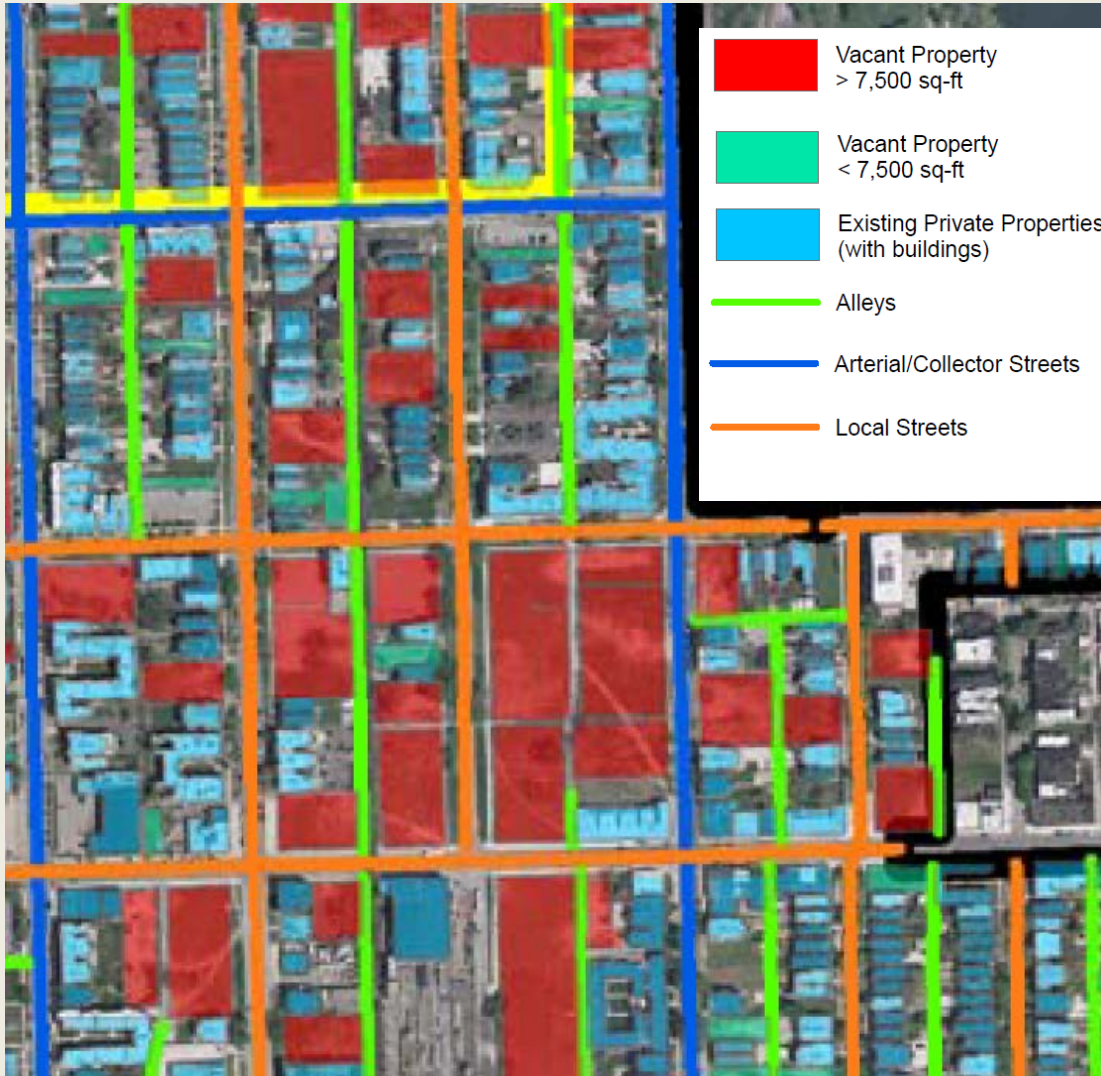 Vacant Property
> 7,500 sq-ft
Vacant Property
< 7,500 sq-ft
Existing Private Properties
(with buildings)
Alleys
Arterial/Collector Streets
Local Streets